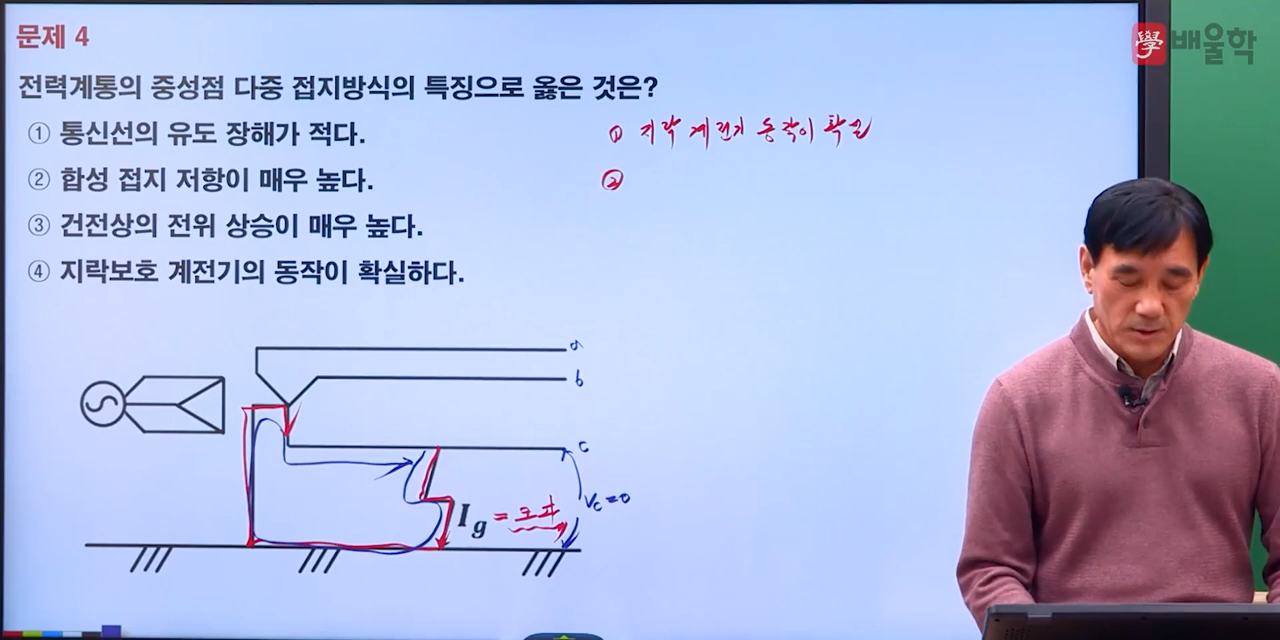 문제 4
學 배울학
전력계통의 중성점 다중 접지방식의 특징으로 옳은 것은?
① 통신선의 유도 장해가 적다.
② 합성 접지 저항이 매우 높다.
③ 건전상의 전위 상승이 매우 높다.
④ 지락보호 계전기의 동작이 확실하다.
① 지락 계전기 동작이 확실
②
a
b
c
Vc=0
Ig =